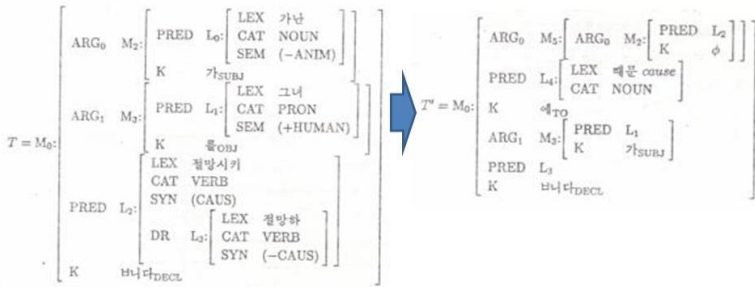 ARG₀ M₂: PRED L₀: LEX 가난
CAT NOUN
SEM (−ANIM)
K 가SUBJ
ARG₁ M₃: PRED L₁: LEX 그녀
CAT PRON
SEM (+HUMAN)
K 를OBJ
T = M₀:
PRED L₂: LEX 절망시키
CAT VERB
SYN (CAUS)
DR L₃: LEX 절망하
CAT VERB
SYN (−CAUS)
K ㅂ니다DECL
T' = M₀:
ARG₀ M₅: ARG₀ M₂: PRED L₂
K ϕ
PRED L₄: LEX 때문 cause
CAT NOUN
K 에TO
ARG₁ M₃: PRED L₁
K 가SUBJ
PRED L₃
K ㅂ니다DECL